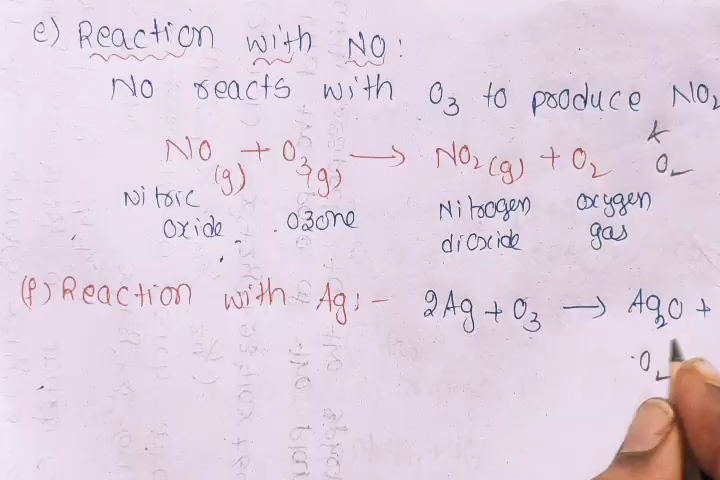 e) Reaction with NO:
NO reacts with O₃ to produce NO₂
& O₂
NO(g) + O₃(g) → NO₂(g) + O₂
Nitric oxide
ozone
Nitrogen dioxide
oxygen gas
(f) Reaction with Ag:- 2Ag + O₃ → Ag₂O +
O₂